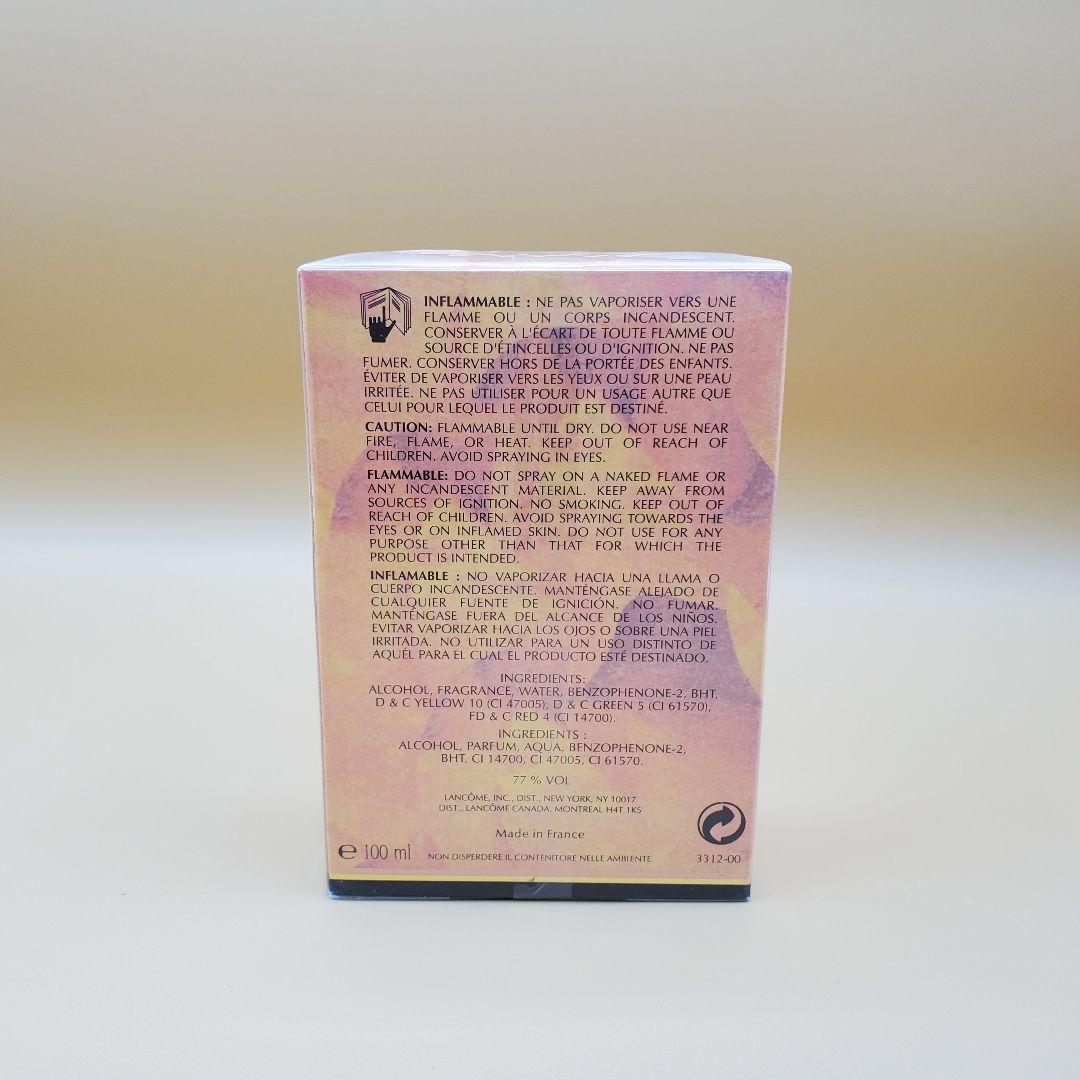 INFLAMMABLE : NE PAS VAPORISER VERS UNE
FLAMME OU UN CORPS INCANDESCENT.
CONSERVER À L'ÉCART DE TOUTE FLAMME OU
SOURCE D'ÉTINCELLES OU D'IGNITION. NE PAS
FUMER. CONSERVER HORS DE LA PORTÉE DES ENFANTS.
ÉVITER DE VAPORISER VERS LES YEUX OU SUR UNE PEAU
IRRITÉE. NE PAS UTILISER POUR UN USAGE AUTRE QUE
CELUI POUR LEQUEL LE PRODUIT EST DESTINÉ.
CAUTION: FLAMMABLE UNTIL DRY. DO NOT USE NEAR
FIRE, FLAME, OR HEAT. KEEP OUT OF REACH OF
CHILDREN. AVOID SPRAYING IN EYES.
FLAMMABLE: DO NOT SPRAY ON A NAKED FLAME OR
ANY INCANDESCENT MATERIAL. KEEP AWAY FROM
SOURCES OF IGNITION. NO SMOKING. KEEP OUT OF
REACH OF CHILDREN. AVOID SPRAYING TOWARDS THE
EYES OR ON INFLAMED SKIN. DO NOT USE FOR ANY
PURPOSE OTHER THAN THAT FOR WHICH THE
PRODUCT IS INTENDED.
INFLAMABLE : NO VAPORIZAR HACIA UNA LLAMA O
CUERPO INCANDESCENTE. MANTÉNGASE ALEJADO DE
CUALQUIER FUENTE DE IGNICIÓN. NO FUMAR.
MANTÉNGASE FUERA DEL ALCANCE DE LOS NIÑOS.
EVITAR VAPORIZAR HACIA LOS OJOS O SOBRE UNA PIEL
IRRITADA. NO UTILIZAR PARA UN USO DISTINTO DE
AQUÉL PARA EL CUAL EL PRODUCTO ESTÉ DESTINADO.
INGREDIENTS:
ALCOHOL, FRAGRANCE, WATER, BENZOPHENONE-2, BHT,
D & C YELLOW 10 (CI 47005), D & C GREEN 5 (CI 61570),
FD & C RED 4 (CI 14700).
INGREDIENTS :
ALCOHOL, PARFUM, AQUA, BENZOPHENONE-2,
BHT, CI 14700, CI 47005, CI 61570.
77 % VOL
LANCÔME, INC., DIST., NEW YORK, NY 10017
DIST., LANCÔME CANADA, MONTREAL H4T 1K5
Made in France
℮ 100 ml NON DISPERDERE IL CONTENITORE NELLE AMBIENTE 3312-00